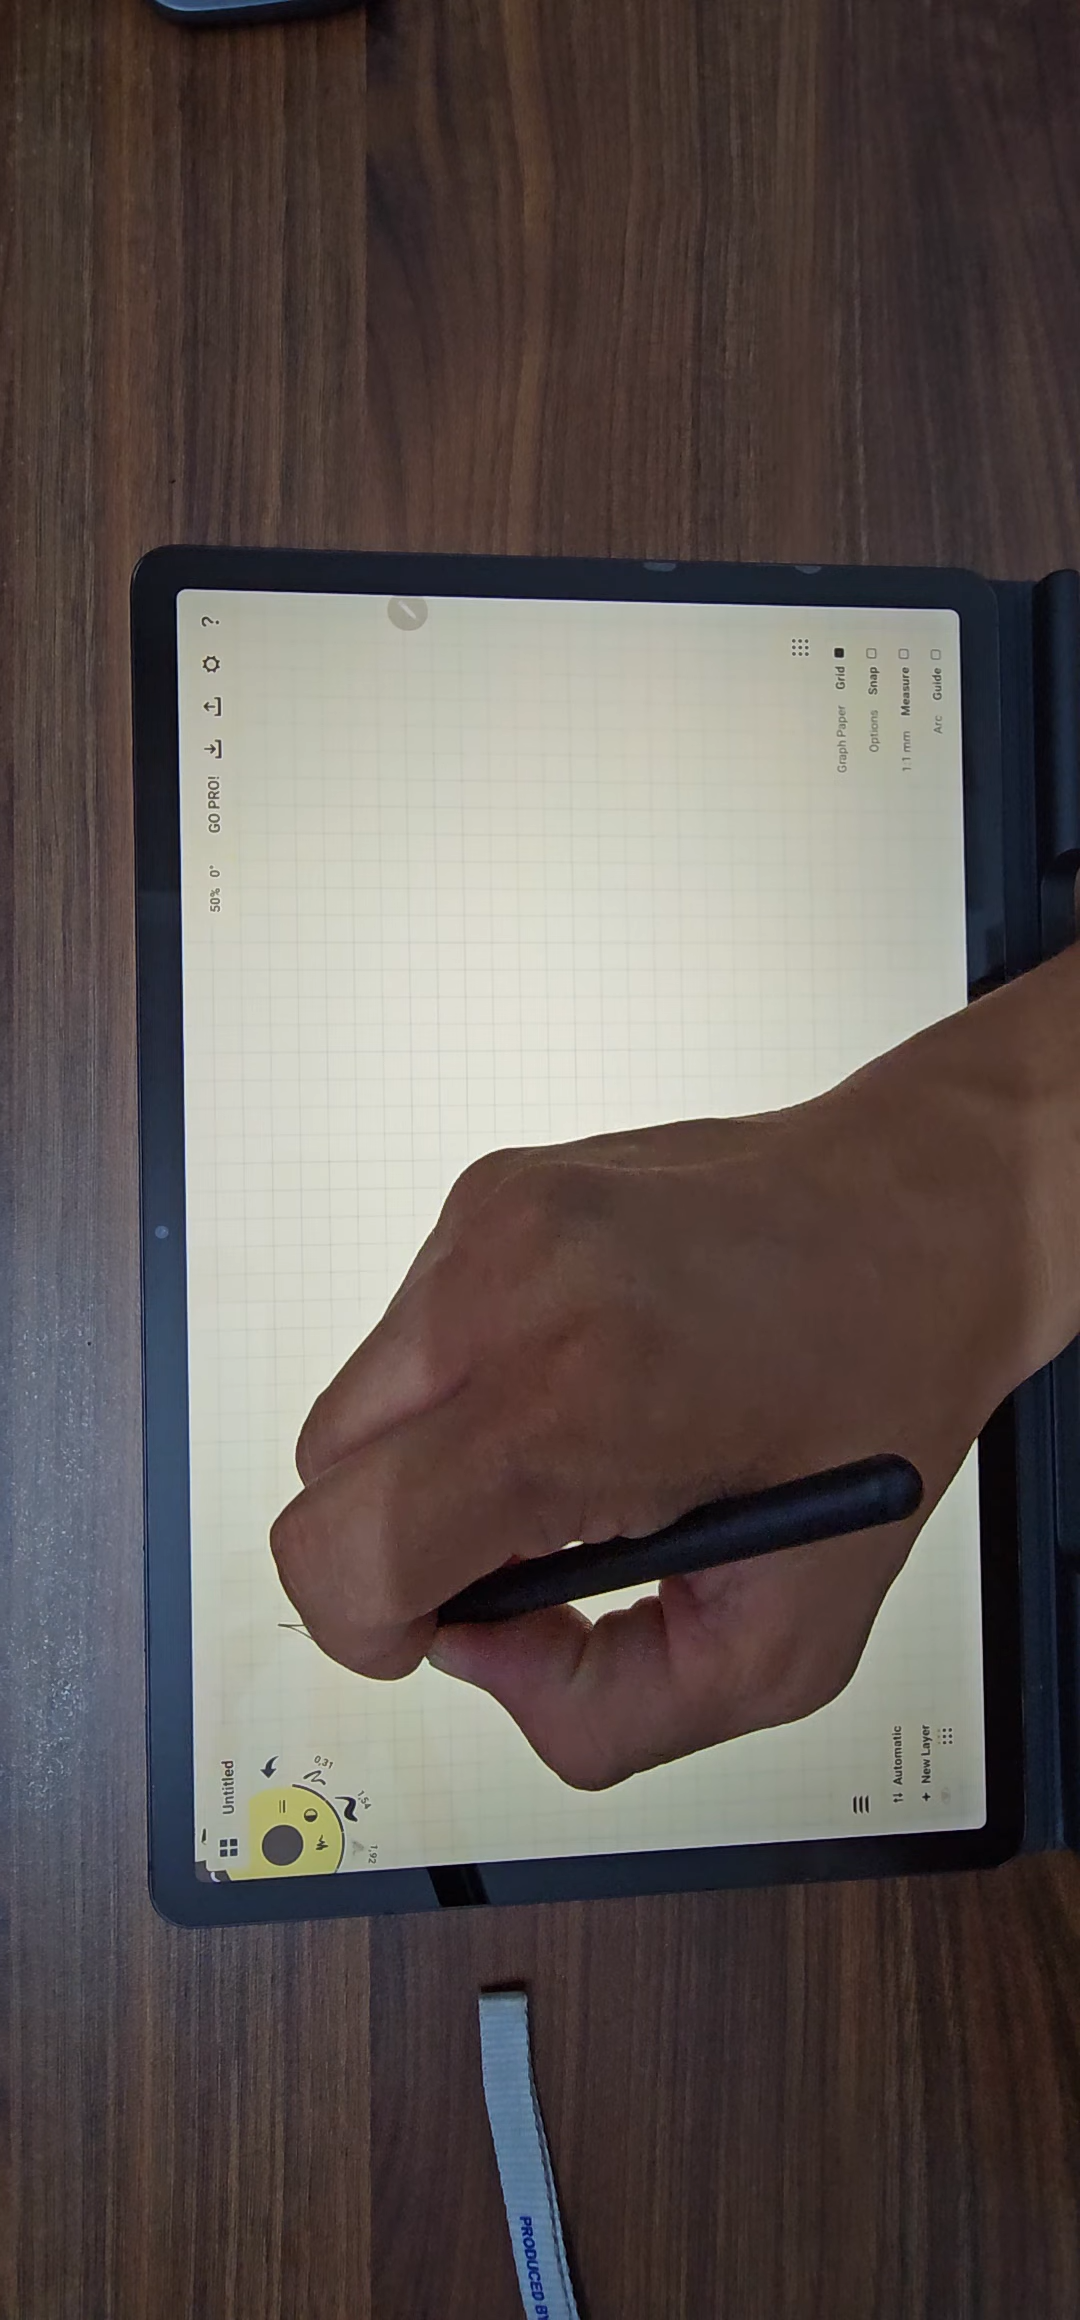 Untitled
50% 0° GO PRO! ?
0,31
1,54
1,92
Automatic
+ New Layer
Graph Paper Grid
Options Snap
1:1 mm Measure
Arc Guide
PRODUCED BY